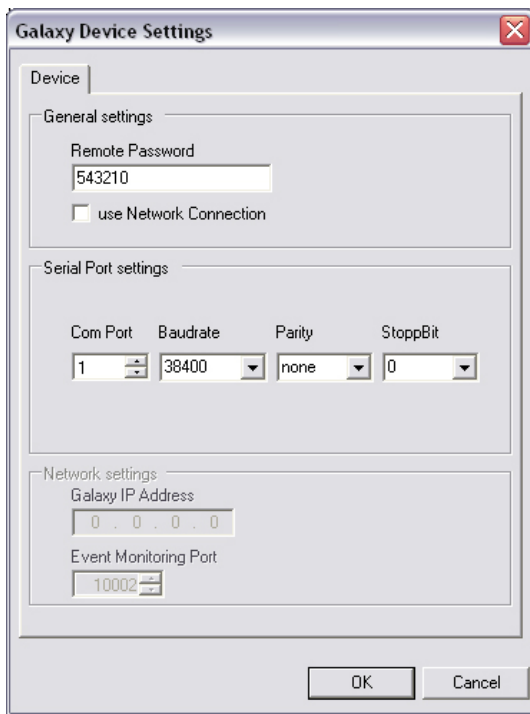 Galaxy Device Settings
Device
General settings
Remote Password
543210
use Network Connection
Serial Port settings
Com Port Baudrate Parity StoppBit
1 38400 none 0
Network settings
Galaxy IP Address
0 . 0 . 0 . 0
Event Monitoring Port
10002
OK Cancel